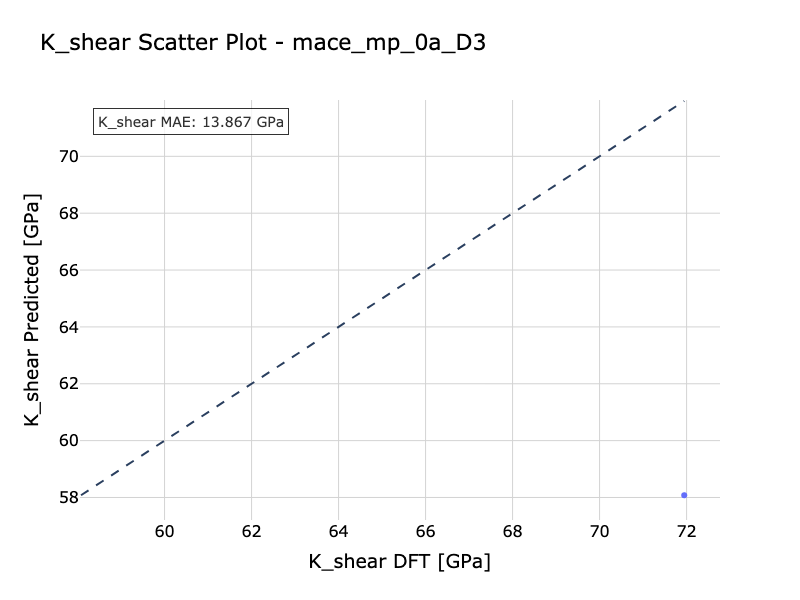 K_shear Scatter Plot - mace_mp_0a_D3
K_shear MAE: 13.867 GPa
K_shear Predicted [GPa]
70
68
66
64
62
60
58
60 62 64 66 68 70 72
K_shear DFT [GPa]